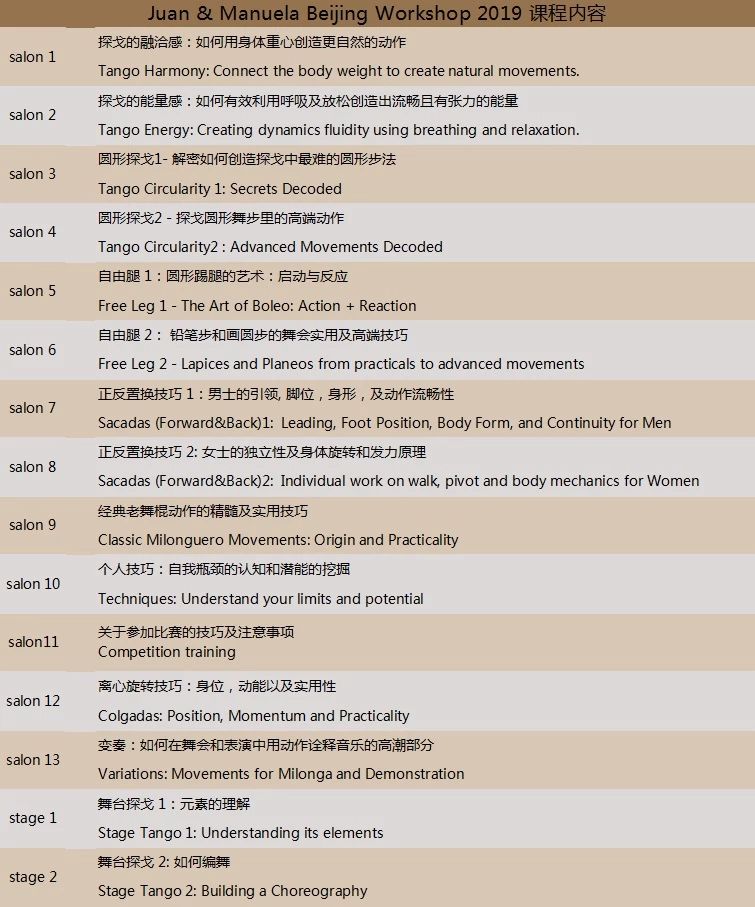 Juan & Manuela Beijing Workshop 2019 课程内容
salon 1
探戈的融洽感：如何用身体重心创造更自然的动作
Tango Harmony: Connect the body weight to create natural movements.
salon 2
探戈的能量感：如何有效利用呼吸及放松创造出流畅且有张力的能量
Tango Energy: Creating dynamics fluidity using breathing and relaxation.
salon 3
圆形探戈1- 解密如何创造探戈中最难的圆形步法
Tango Circularity 1: Secrets Decoded
salon 4
圆形探戈2 - 探戈圆形舞步里的高端动作
Tango Circularity2 : Advanced Movements Decoded
salon 5
自由腿 1：圆形踢腿的艺术：启动与反应
Free Leg 1 - The Art of Boleo: Action + Reaction
salon 6
自由腿 2： 铅笔步和画圆步的舞会实用及高端技巧
Free Leg 2 - Lapices and Planeos from practicals to advanced movements
salon 7
正反置换技巧 1：男士的引领, 脚位，身形，及动作流畅性
Sacadas (Forward&Back)1: Leading, Foot Position, Body Form, and Continuity for Men
salon 8
正反置换技巧 2: 女士的独立性及身体旋转和发力原理
Sacadas (Forward&Back)2: Individual work on walk, pivot and body mechanics for Women
salon 9
经典老舞棍动作的精髓及实用技巧
Classic Milonguero Movements: Origin and Practicality
salon 10
个人技巧：自我瓶颈的认知和潜能的挖掘
Techniques: Understand your limits and potential
salon11
关于参加比赛的技巧及注意事项
Competition training
salon 12
离心旋转技巧：身位，动能以及实用性
Colgadas: Position, Momentum and Practicality
salon 13
变奏：如何在舞会和表演中用动作诠释音乐的高潮部分
Variations: Movements for Milonga and Demonstration
stage 1
舞台探戈 1：元素的理解
Stage Tango 1: Understanding its elements
stage 2
舞台探戈 2: 如何编舞
Stage Tango 2: Building a Choreography